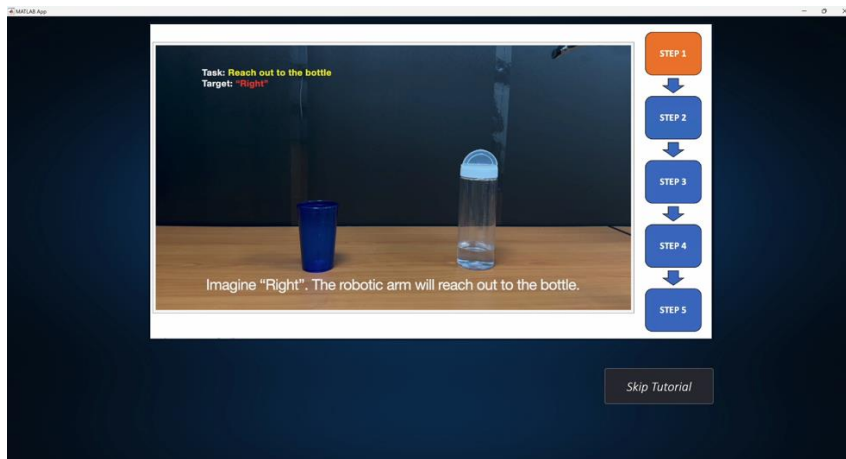 MATLAB App
Task: Reach out to the bottle
Target: "Right"
Imagine "Right". The robotic arm will reach out to the bottle.
STEP 1
STEP 2
STEP 3
STEP 4
STEP 5
Skip Tutorial